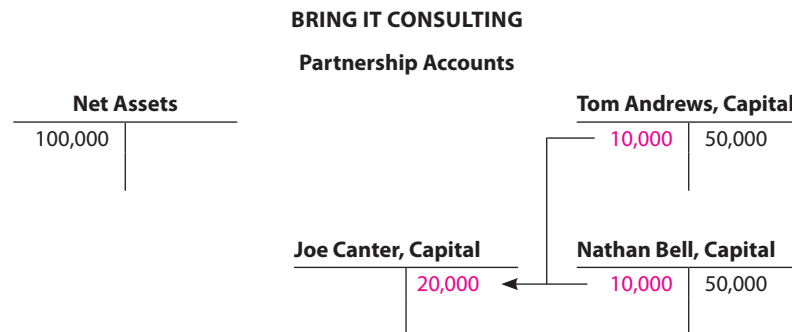 BRING IT CONSULTING
Partnership Accounts
Net Assets
100,000
Tom Andrews, Capital
10,000 50,000
Joe Canter, Capital
20,000
Nathan Bell, Capital
10,000 50,000